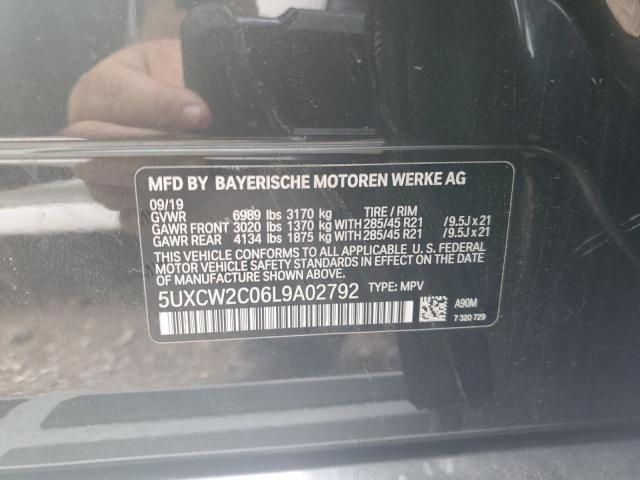 MFD BY BAYERISCHE MOTOREN WERKE AG
09/19
GVWR 6989 lbs 3170 kg TIRE / RIM
GAWR FRONT 3020 lbs 1370 kg WITH 285/45 R21 /9.5J x 21
GAWR REAR 4134 lbs 1875 kg WITH 285/45 R21 /9.5J x 21
THIS VEHICLE CONFORMS TO ALL APPLICABLE U. S. FEDERAL
MOTOR VEHICLE SAFETY STANDARDS IN EFFECT ON THE DATE
OF MANUFACTURE SHOWN ABOVE.
5UXCW2C06L9A02792 TYPE: MPV
A90M
7 320 729